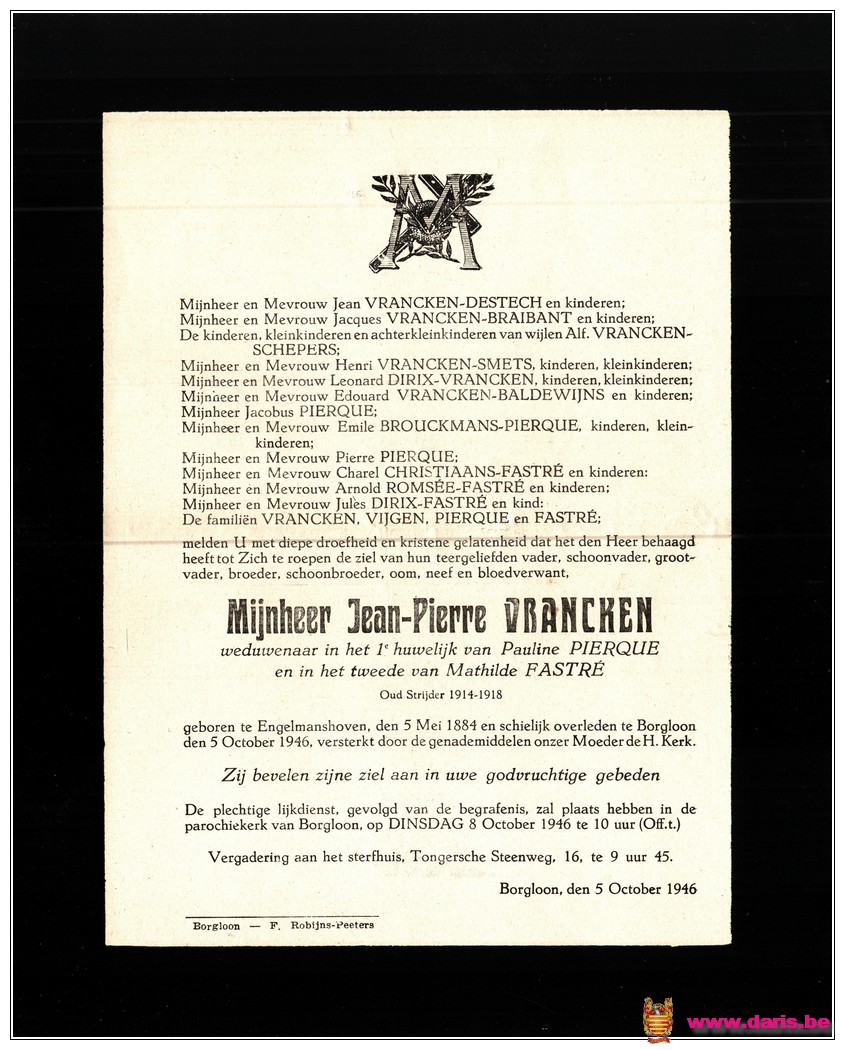 M
Mijnheer en Mevrouw Jean VRANCKEN-DESTECH en kinderen;
Mijnheer en Mevrouw Jacques VRANCKEN-BRAIBANT en kinderen;
De kinderen, kleinkinderen en achterkleinkinderen van wijlen Alf. VRANCKEN-
SCHEPERS;
Mijnheer en Mevrouw Henri VRANCKEN-SMETS, kinderen, kleinkinderen;
Mijnheer en Mevrouw Leonard DIRIX-VRANCKEN, kinderen, kleinkinderen;
Mijnheer en Mevrouw Edouard VRANCKEN-BALDEWIJNS en kinderen;
Mijnheer Jacobus PIERQUE;
Mijnheer en Mevrouw Emile BROUCKMANS-PIERQUE, kinderen, klein-
kinderen;
Mijnheer en Mevrouw Pierre PIERQUE;
Mijnheer en Mevrouw Charel CHRISTIAANS-FASTRÉ en kinderen:
Mijnheer en Mevrouw Arnold ROMSÉE-FASTRÉ en kinderen;
Mijnheer en Mevrouw Jules DIRIX-FASTRÉ en kind:
De familiën VRANCKEN, VIJGEN, PIERQUE en FASTRÉ;
melden U met diepe droefheid en kristene gelatenheid dat het den Heer behaagd
heeft tot Zich te roepen de ziel van hun teergeliefden vader, schoonvader, groot-
vader, broeder, schoonbroeder, oom, neef en bloedverwant,
Mijnheer Jean-Pierre VRANCKEN
weduwenaar in het 1e huwelijk van Pauline PIERQUE
en in het tweede van Mathilde FASTRÉ
Oud Strijder 1914-1918
geboren te Engelmanshoven, den 5 Mei 1884 en schielijk overleden te Borgloon
den 5 October 1946, versterkt door de genademiddelen onzer Moeder de H. Kerk.
Zij bevelen zijne ziel aan in uwe godvruchtige gebeden
De plechtige lijkdienst, gevolgd van de begrafenis, zal plaats hebben in de
parochiekerk van Borgloon, op DINSDAG 8 October 1946 te 10 uur (Off.t.)
Vergadering aan het sterfhuis, Tongersche Steenweg, 16, te 9 uur 45.
Borgloon, den 5 October 1946
Borgloon — F. Robijns-Peeters
www.daris.be